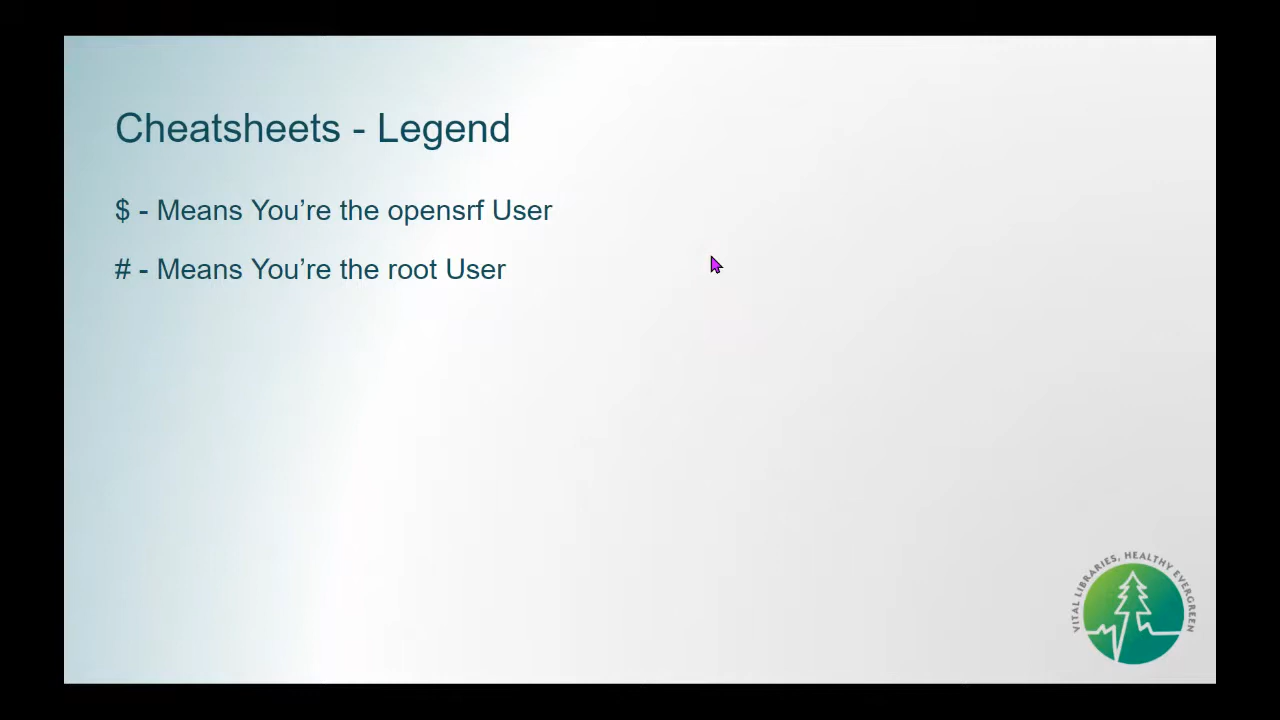 Cheatsheets - Legend
$ - Means You’re the opensrf User
# - Means You’re the root User
VITAL LIBRARIES, HEALTHY EVERGREEN